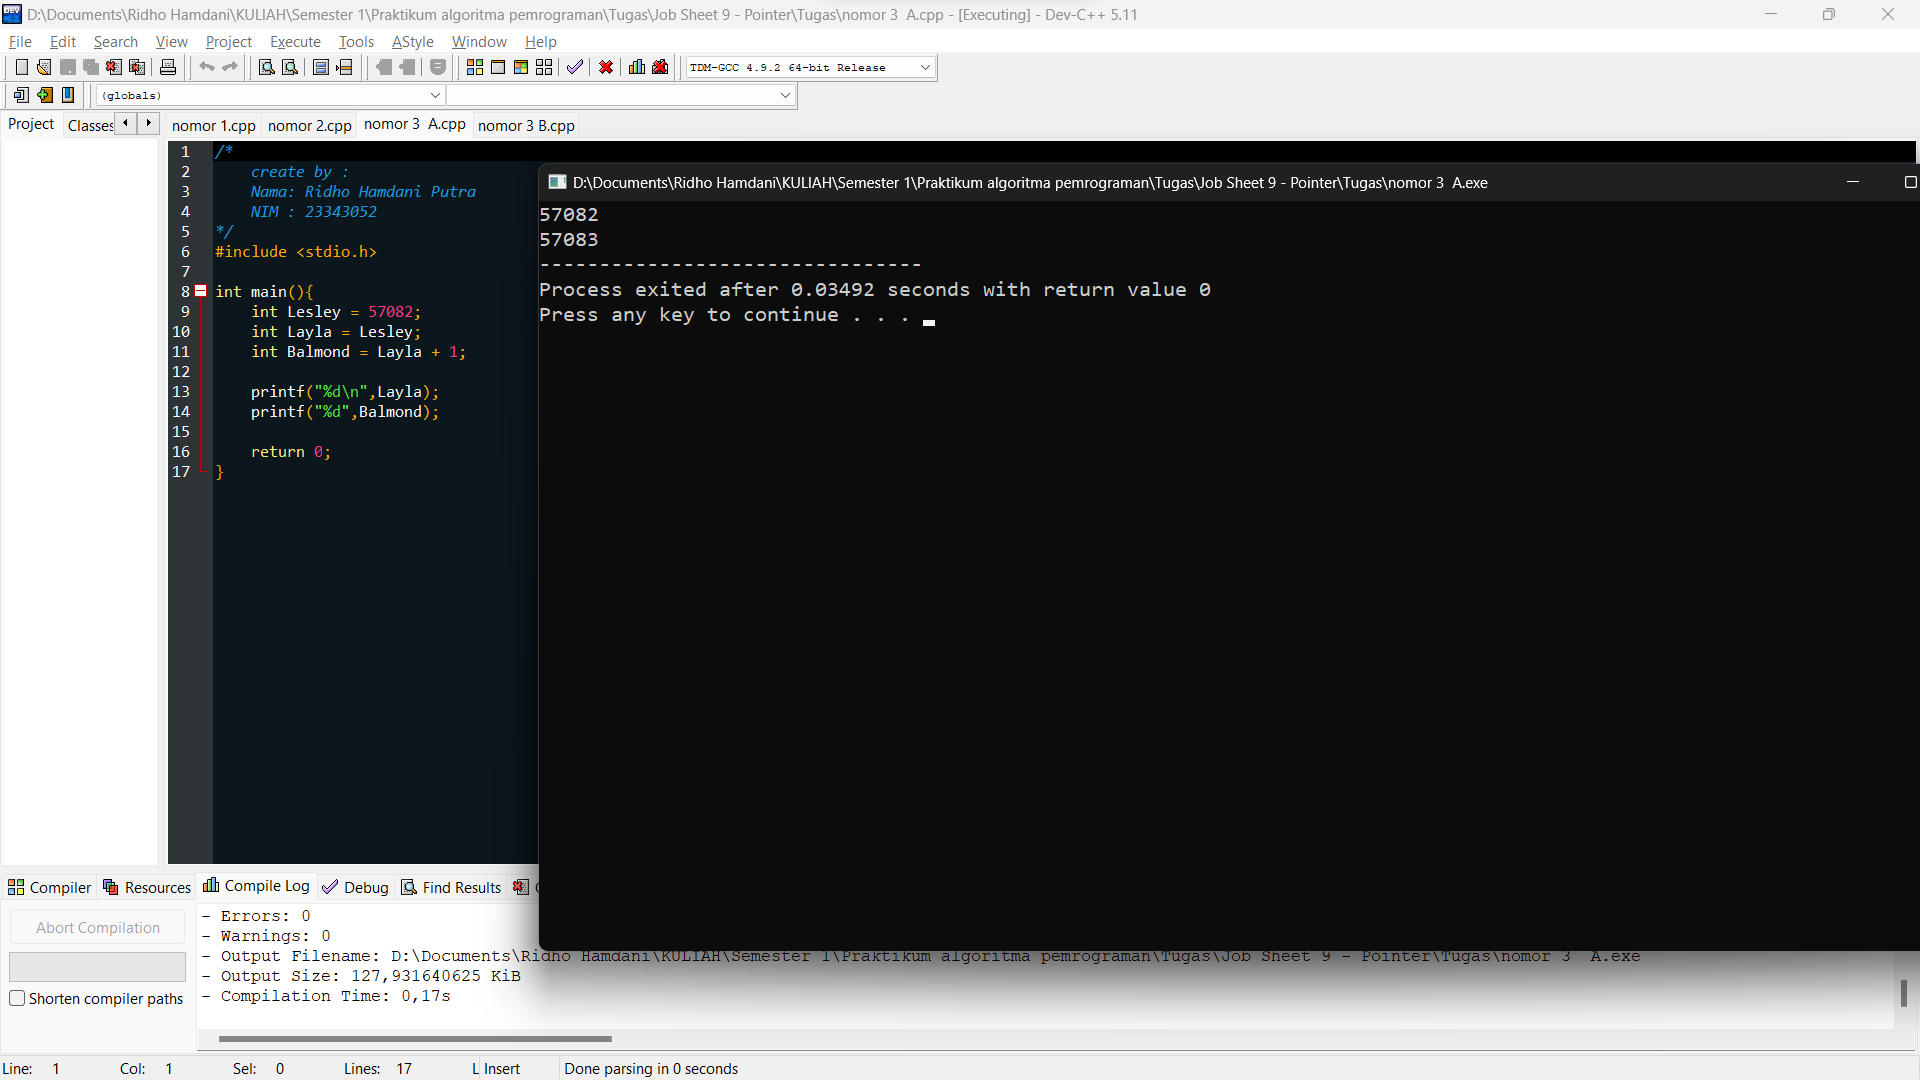 D:\Documents\Ridho Hamdani\KULIAH\Semester 1\Praktikum algoritma pemrograman\Tugas\Job Sheet 9 - Pointer\Tugas\nomor 3  A.cpp - [Executing] - Dev-C++ 5.11
File Edit Search View Project Execute Tools AStyle Window Help
TDM-GCC 4.9.2 64-bit Release
(globals)
Project Classes nomor 1.cpp nomor 2.cpp nomor 3  A.cpp nomor 3 B.cpp
1 /*
2     create by :
3     Nama: Ridho Hamdani Putra
4     NIM : 23343052
5 */
6 #include <stdio.h>
7
8 int main(){
9     int Lesley = 57082;
10     int Layla = Lesley;
11     int Balmond = Layla + 1;
12
13     printf("%d\n",Layla);
14     printf("%d",Balmond);
15
16     return 0;
17 }
D:\Documents\Ridho Hamdani\KULIAH\Semester 1\Praktikum algoritma pemrograman\Tugas\Job Sheet 9 - Pointer\Tugas\nomor 3  A.exe
57082
57083
--------------------------------
Process exited after 0.03492 seconds with return value 0
Press any key to continue . . .
Compiler Resources Compile Log Debug Find Results
Abort Compilation
Shorten compiler paths
- Errors: 0
- Warnings: 0
- Output Filename: D:\Documents\Ridho Hamdani\KULIAH\Semester 1\Praktikum algoritma pemrograman\Tugas\Job Sheet 9 - Pointer\Tugas\nomor 3  A.exe
- Output Size: 127,931640625 KiB
- Compilation Time: 0,17s
Line: 1 Col: 1 Sel: 0 Lines: 17 L Insert Done parsing in 0 seconds